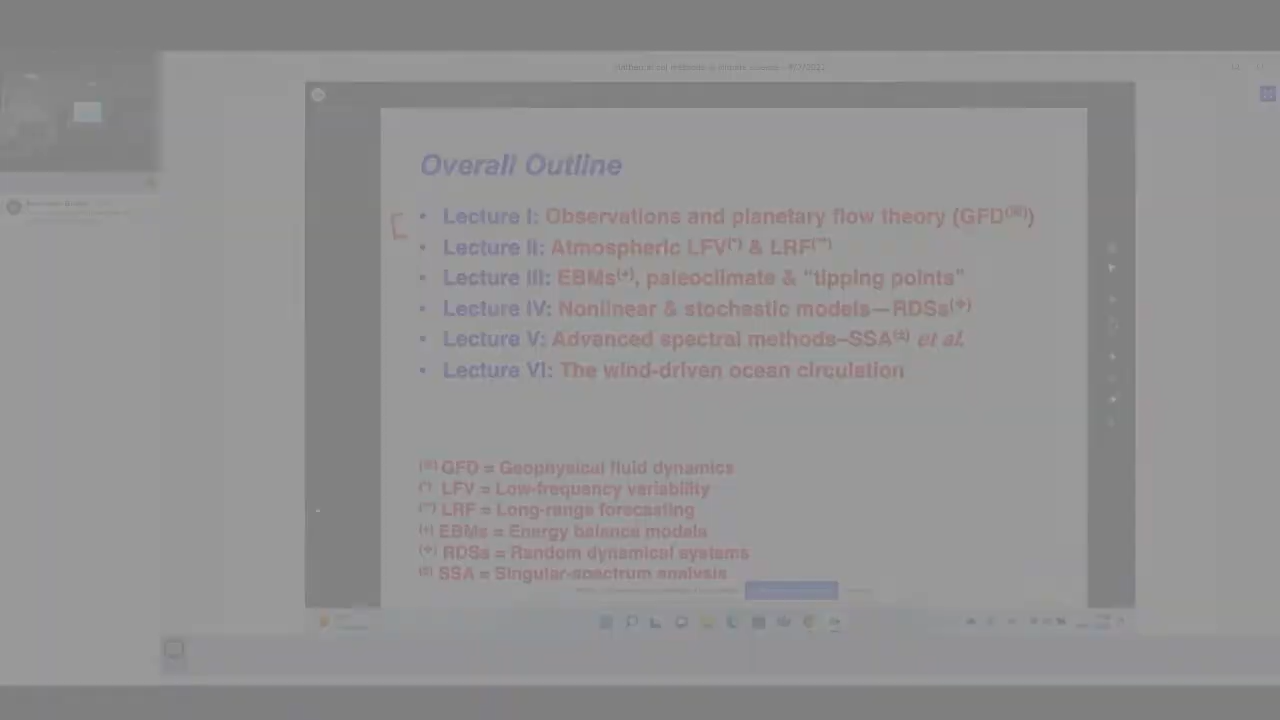 Overall Outline
• Lecture I: Observations and planetary flow theory (GFD(※))
• Lecture II: Atmospheric LFV(*) & LRF(**)
• Lecture III: EBMs(+), paleoclimate & "tipping points"
• Lecture IV: Nonlinear & stochastic models—RDSs(❖)
• Lecture V: Advanced spectral methods–SSA(±) et al.
• Lecture VI: The wind-driven ocean circulation
GFD = Geophysical fluid dynamics
(*) LFV = Low-frequency variability
(**) LRF = Long-range forecasting
(+) EBMs = Energy balance models
(❖) RDSs = Random dynamical systems
(±) SSA = Singular-spectrum analysis